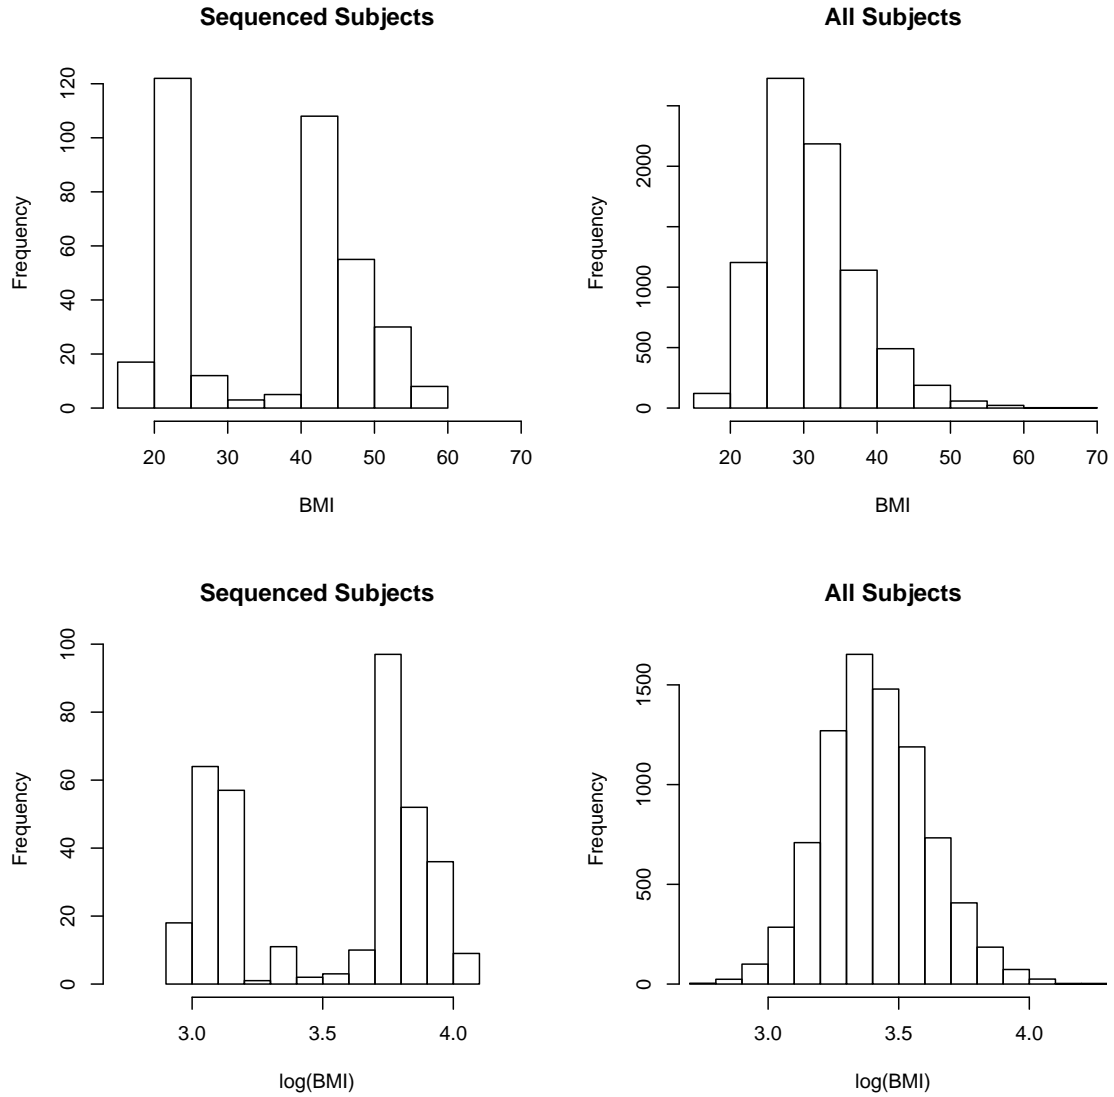 Sequenced Subjects
Frequency
0 20 40 60 80 100 120
20 30 40 50 60 70
BMI
All Subjects
Frequency
0 500 1000 2000
20 30 40 50 60 70
BMI
Sequenced Subjects
Frequency
0 20 40 60 80 100
3.0 3.5 4.0
log(BMI)
All Subjects
Frequency
0 500 1000 1500
3.0 3.5 4.0
log(BMI)